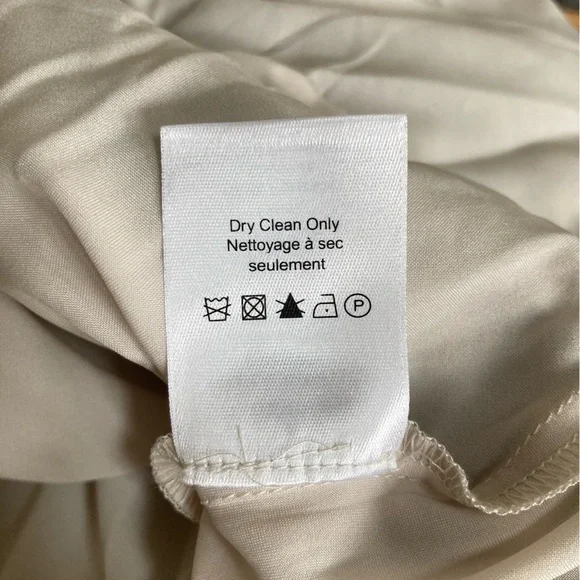 Dry Clean Only
Nettoyage à sec
seulement
P